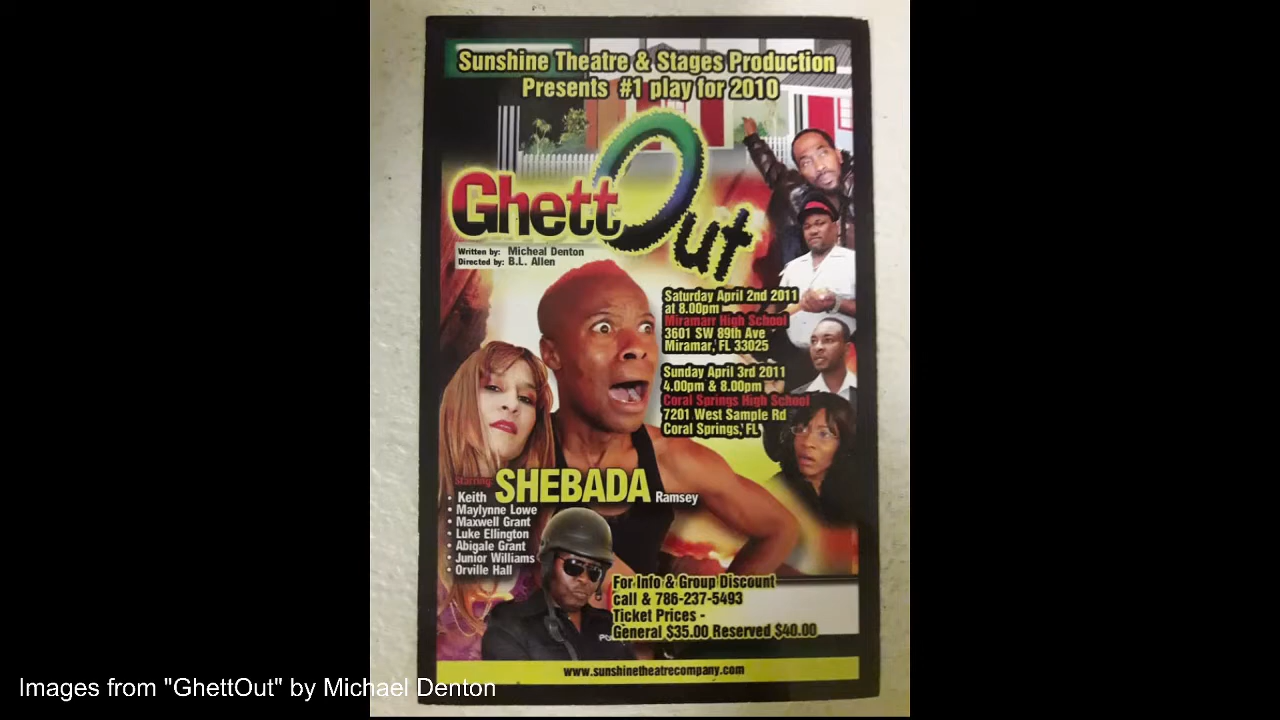 Sunshine Theatre & Stages Production
Presents #1 play for 2010
GhettOut
Written by: Micheal Denton
Directed by: B.L. Allen
Saturday April 2nd 2011
at 8.00pm
Miramarr High School
3601 SW 89th Ave
Miramar, FL 33025
Sunday April 3rd 2011
4.00pm & 8.00pm
Coral Springs High School
7201 West Sample Rd
Coral Springs, FL
Starring:
• Keith SHEBADA Ramsey
• Maylynne Lowe
• Maxwell Grant
• Luke Ellington
• Abigale Grant
• Junior Williams
• Orville Hall
For Info & Group Discount
call & 786-237-5493
Ticket Prices -
General $35.00 Reserved $40.00
www.sunshinetheatrecompany.com
Images from "GhettOut" by Michael Denton